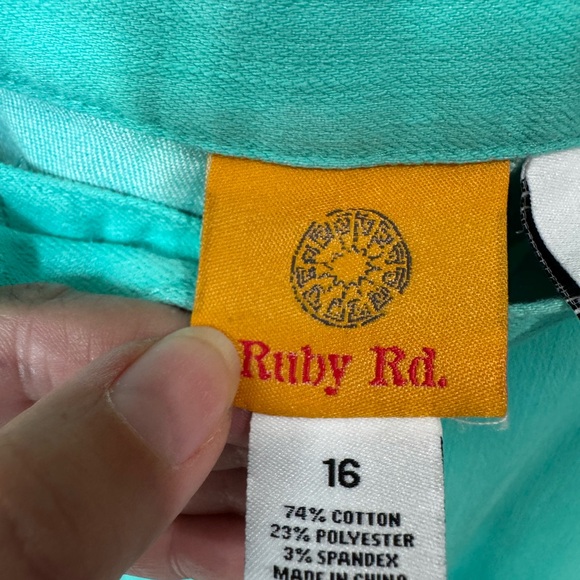 Ruby Rd.
16
74% COTTON
23% POLYESTER
3% SPANDEX
MADE IN CHINA